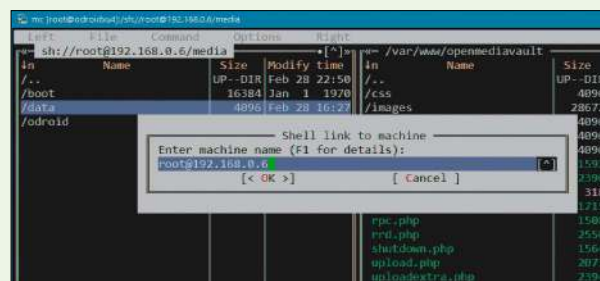 mc [root@odroidxu4]:/sh://root@192.168.0.6/media
Left File Command Options Right
sh://root@192.168.0.6/media •[^]» «— /var/www/openmediavault
↓n Name Size Modify time ↓n Name Size
/.. UP--DIR Feb 28 22:50 /.. UP--DIR
/boot 16384 Jan 1 1970 /css 4096
/data 4096 Feb 28 16:27 /images 28672
/odroid
Shell link to machine
Enter machine name (F1 for details):
root@192.168.0.6 [^]
[< OK >] [ Cancel ]
rpc.php
rrd.php
shutdown.php
upload.php
uploadextra.php